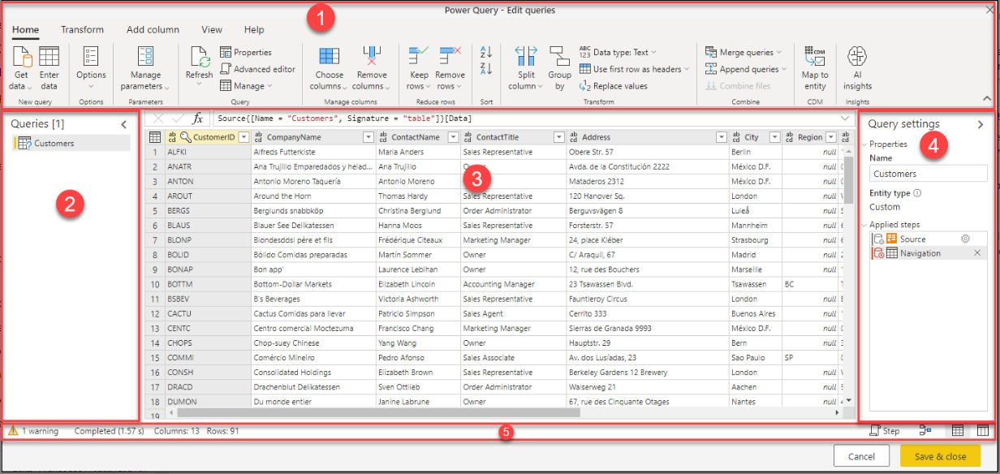 Power Query - Edit queries
1
Home Transform Add column View Help
Get data Enter data Options Manage parameters Refresh Properties Advanced editor Manage Choose columns Remove columns Keep rows Remove rows Split column Group by Data type: Text Use first row as headers Replace values Merge queries Append queries Combine files Map to entity AI insights
New query Options Parameters Query Manage columns Reduce rows Sort Transform Combine CDM Insights
Queries [1]
Customers
2
fx Source{[Name = "Customers", Signature = "table"]}[Data]
CustomerID CompanyName ContactName ContactTitle Address City Region
1 ALFKI Alfreds Futterkiste Maria Anders Sales Representative Obere Str. 57 Berlin null
2 ANATR Ana Trujillo Emparedados y helad... Ana Trujillo Avda. de la Constitución 2222 México D.F. null
3 ANTON Antonio Moreno Taquería Antonio Moreno Mataderos 2312 México D.F. null
3
4 AROUT Around the Horn Thomas Hardy Sales Representative 120 Hanover Sq. London null
5 BERGS Berglunds snabbköp Christina Berglund Order Administrator Berguvsvägen 8 Luleå null
6 BLAUS Blauer See Delikatessen Hanna Moos Sales Representative Forsterstr. 57 Mannheim null
7 BLONP Blondesddsl père et fils Frédérique Citeaux Marketing Manager 24, place Kléber Strasbourg null
8 BOLID Bólido Comidas preparadas Martín Sommer Owner C/ Araquil, 67 Madrid null
9 BONAP Bon app' Laurence Lebihan Owner 12, rue des Bouchers Marseille null
10 BOTTM Bottom-Dollar Markets Elizabeth Lincoln Accounting Manager 23 Tsawassen Blvd. Tsawassen BC
11 BSBEV B's Beverages Victoria Ashworth Sales Representative Fauntleroy Circus London null
12 CACTU Cactus Comidas para llevar Patricio Simpson Sales Agent Cerrito 333 Buenos Aires null
13 CENTC Centro comercial Moctezuma Francisco Chang Marketing Manager Sierras de Granada 9993 México D.F. null
14 CHOPS Chop-suey Chinese Yang Wang Owner Hauptstr. 29 Bern null
15 COMMI Comércio Mineiro Pedro Afonso Sales Associate Av. dos Lusíadas, 23 Sao Paulo SP
16 CONSH Consolidated Holdings Elizabeth Brown Sales Representative Berkeley Gardens 12 Brewery London null
17 DRACD Drachenblut Delikatessen Sven Ottlieb Order Administrator Walserweg 21 Aachen null
18 DUMON Du monde entier Janine Labrune Owner 67, rue des Cinquante Otages Nantes null
19
Query settings
4
Properties
Name
Customers
Entity type
Custom
Applied steps
Source
Navigation
1 warning Completed (1.57 s) Columns: 13 Rows: 91 5 Step
Cancel Save & close